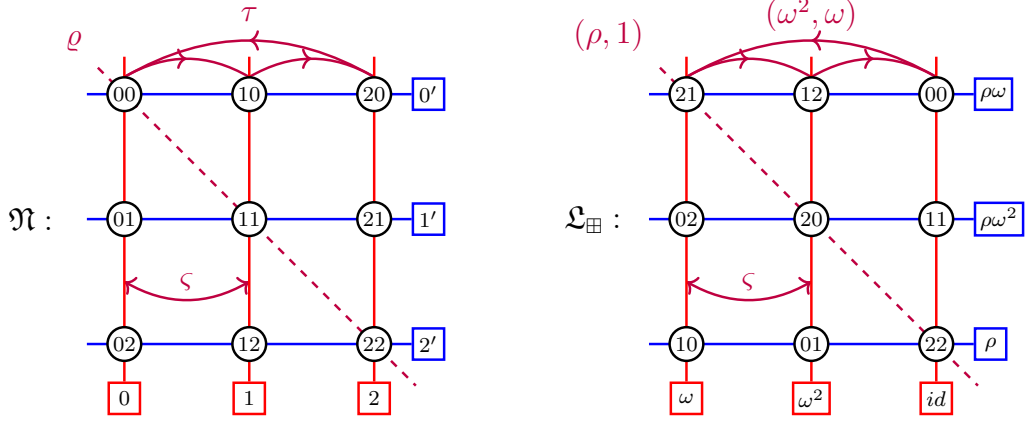 ϱ τ (ρ, 1) (ω², ω)
00 10 20 0′ 21 12 00 ρω
𝔑 : 01 11 21 1′ 𝔏⊞ : 02 20 11 ρω²
ς ς
02 12 22 2′ 10 01 22 ρ
0 1 2 ω ω² id